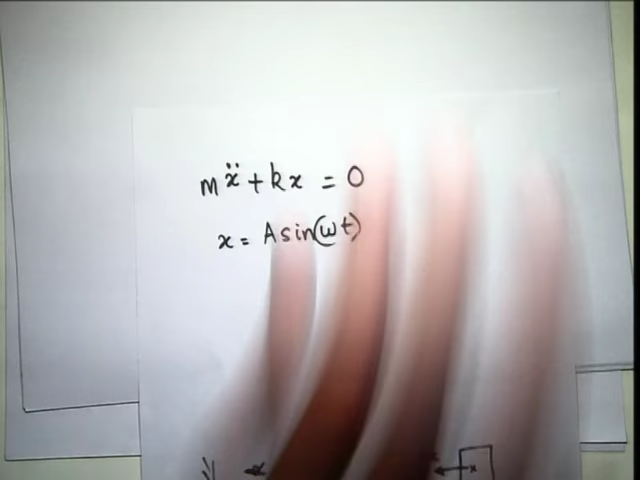 mẍ + kx = 0
x = A sin(ωt)
x